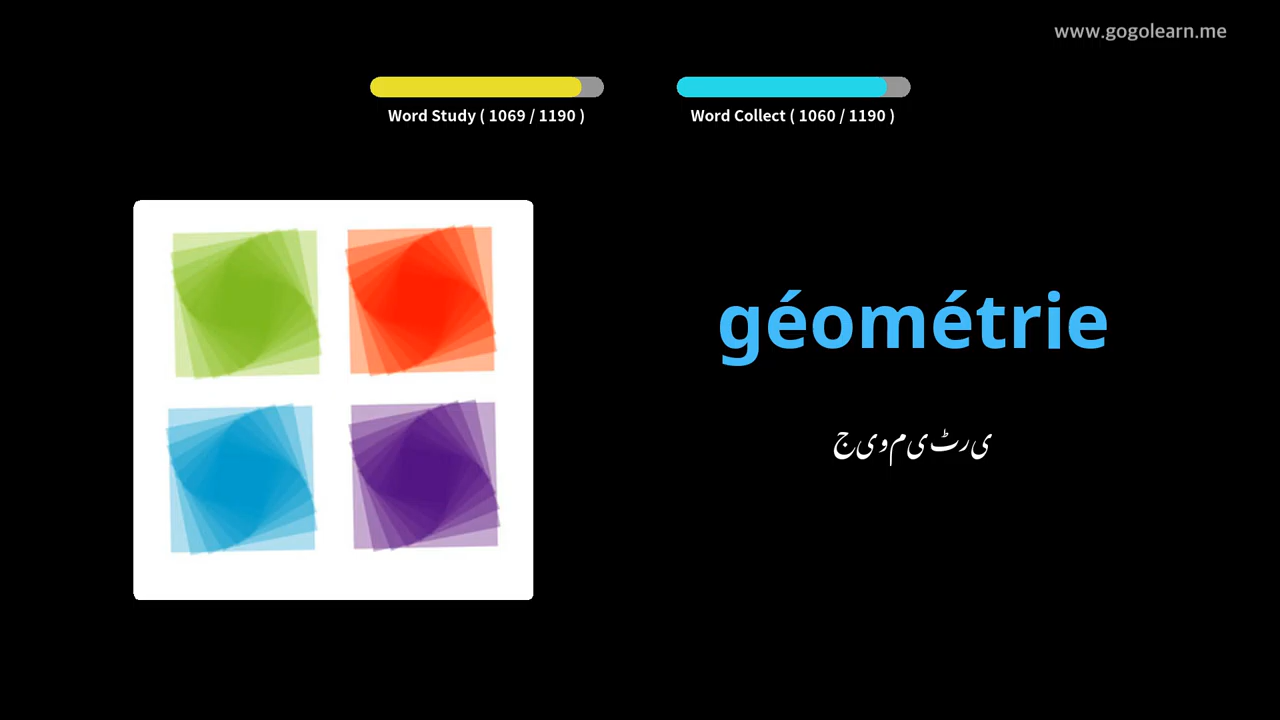 www.gogolearn.me
Word Study ( 1069 / 1190 )
Word Collect ( 1060 / 1190 )
géométrie
جیومیٹری